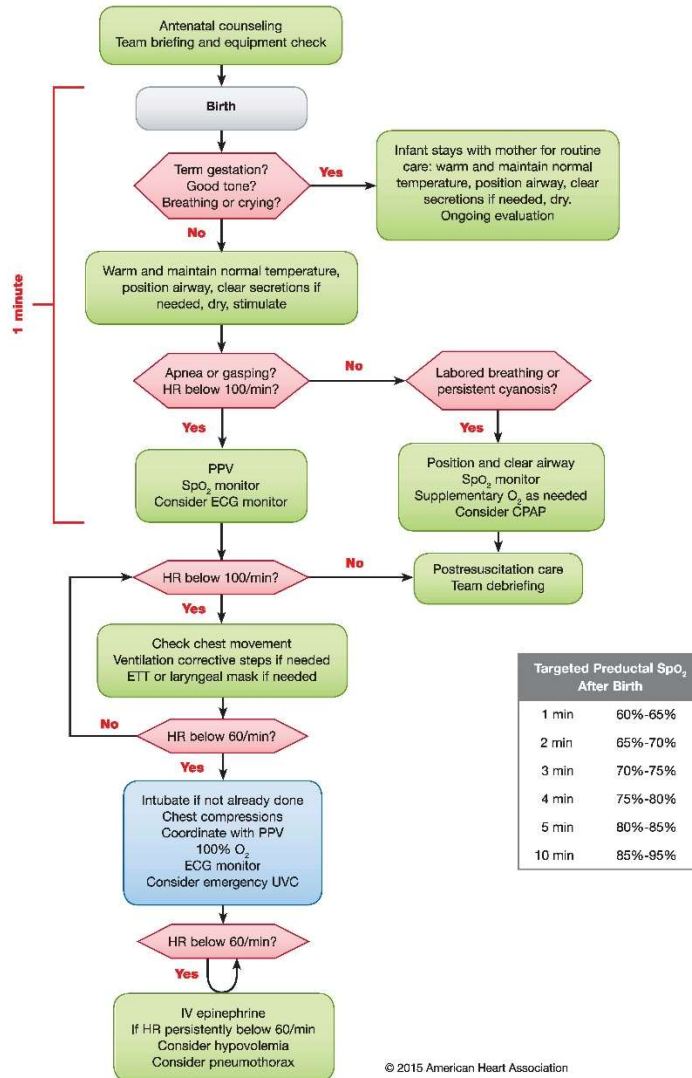 Antenatal counseling
Team briefing and equipment check
Birth
1 minute
Term gestation?
Good tone?
Breathing or crying?
Yes
Infant stays with mother for routine
care: warm and maintain normal
temperature, position airway, clear
secretions if needed, dry.
Ongoing evaluation
No
Warm and maintain normal temperature,
position airway, clear secretions if
needed, dry, stimulate
Apnea or gasping?
HR below 100/min?
No
Labored breathing or
persistent cyanosis?
Yes
Yes
PPV
SpO₂ monitor
Consider ECG monitor
Position and clear airway
SpO₂ monitor
Supplementary O₂ as needed
Consider CPAP
HR below 100/min?
No
Postresuscitation care
Team debriefing
Yes
Check chest movement
Ventilation corrective steps if needed
ETT or laryngeal mask if needed
No
HR below 60/min?
Yes
Intubate if not already done
Chest compressions
Coordinate with PPV
100% O₂
ECG monitor
Consider emergency UVC
HR below 60/min?
Yes
IV epinephrine
If HR persistently below 60/min
Consider hypovolemia
Consider pneumothorax
Targeted Preductal SpO₂
After Birth
1 min 60%-65%
2 min 65%-70%
3 min 70%-75%
4 min 75%-80%
5 min 80%-85%
10 min 85%-95%
© 2015 American Heart Association